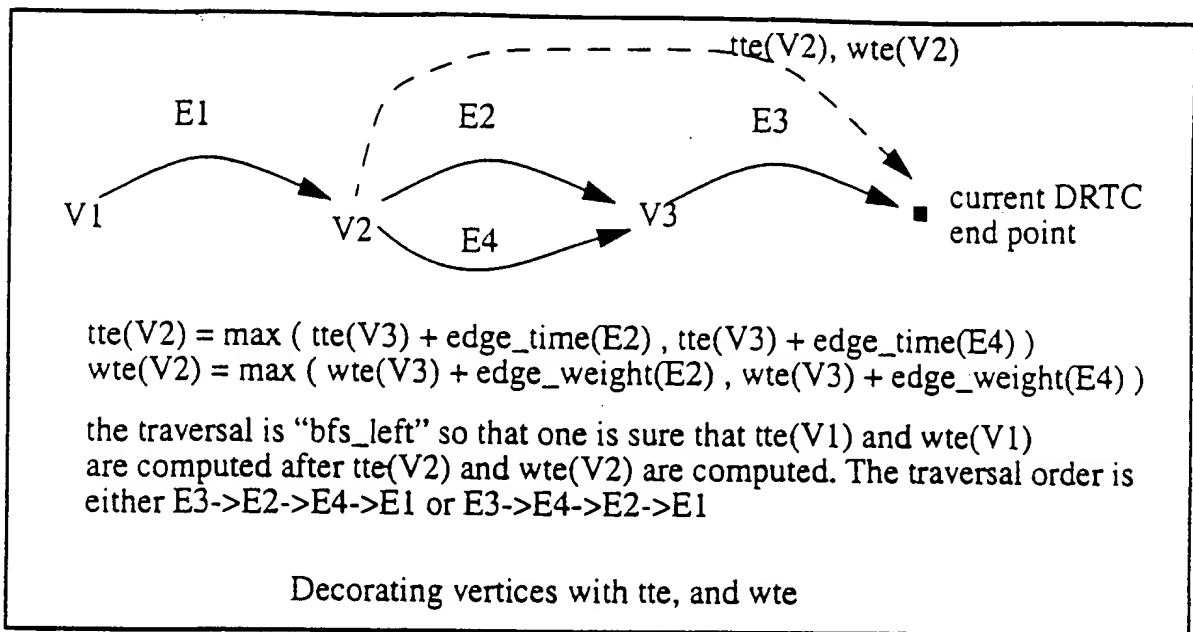 tte(V2), wte(V2)
E1
E2
E3
V1
V2
E4
V3
current DRTC
end point
tte(V2) = max ( tte(V3) + edge_time(E2) , tte(V3) + edge_time(E4) )
wte(V2) = max ( wte(V3) + edge_weight(E2) , wte(V3) + edge_weight(E4) )
the traversal is “bfs_left” so that one is sure that tte(V1) and wte(V1)
are computed after tte(V2) and wte(V2) are computed. The traversal order is
either E3->E2->E4->E1 or E3->E4->E2->E1
Decorating vertices with tte, and wte